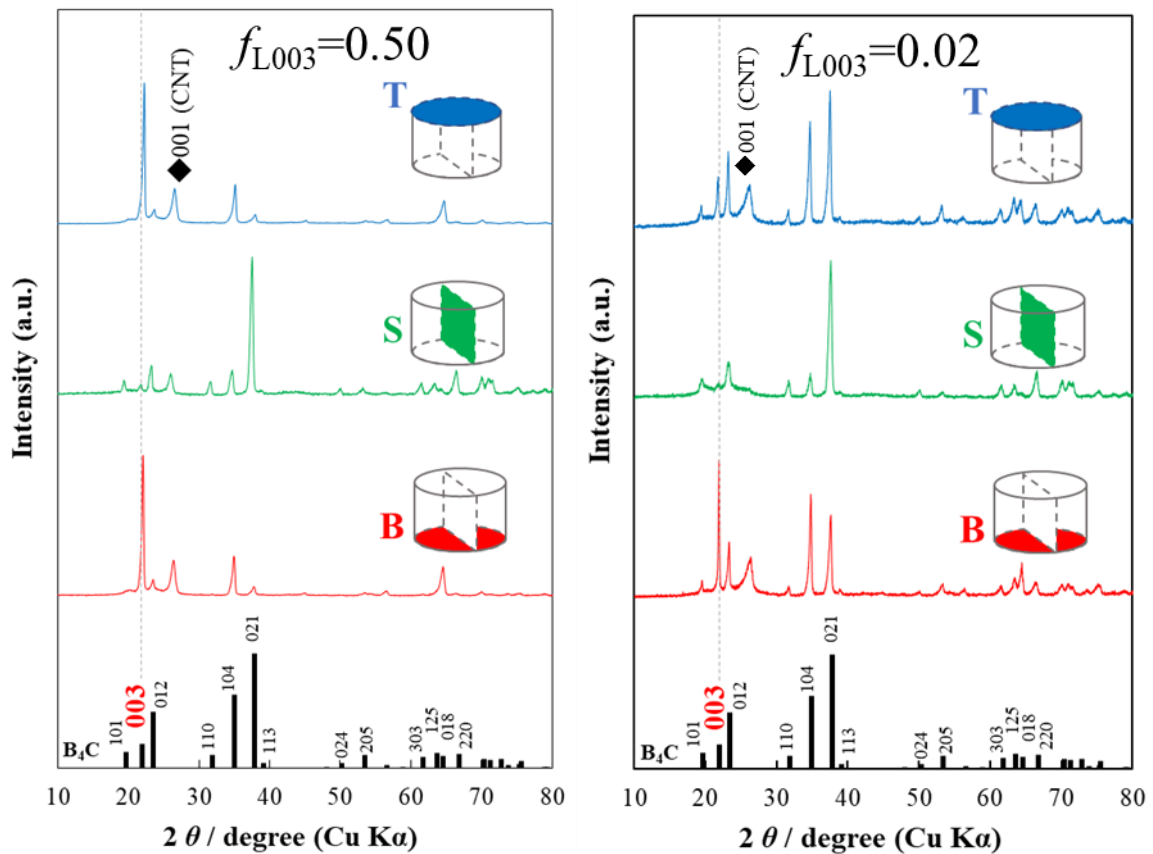 fL003=0.50
T
◆001 (CNT)
S
B
Intensity (a.u.)
B4C
101
003
012
110
104
021
113
024
205
303
125
018
220
10 20 30 40 50 60 70 80
2 θ / degree (Cu Kα)
fL003=0.02
T
◆001 (CNT)
S
B
Intensity (a.u.)
B4C
101
003
012
110
104
021
113
024
205
303
125
018
220
10 20 30 40 50 60 70 80
2 θ / degree (Cu Kα)